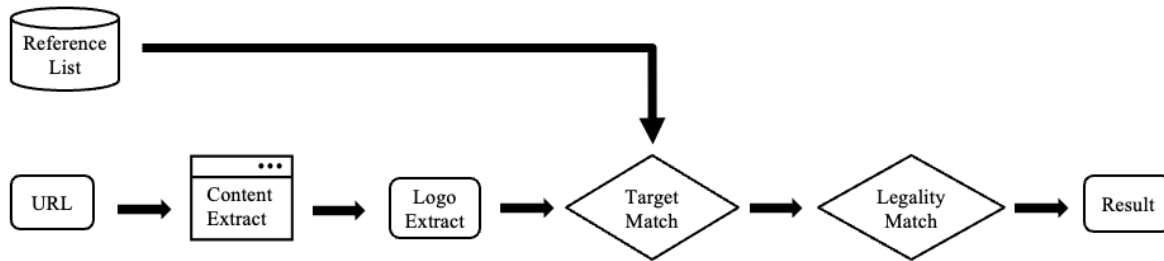 Reference
List
URL
Content
Extract
Logo
Extract
Target
Match
Legality
Match
Result